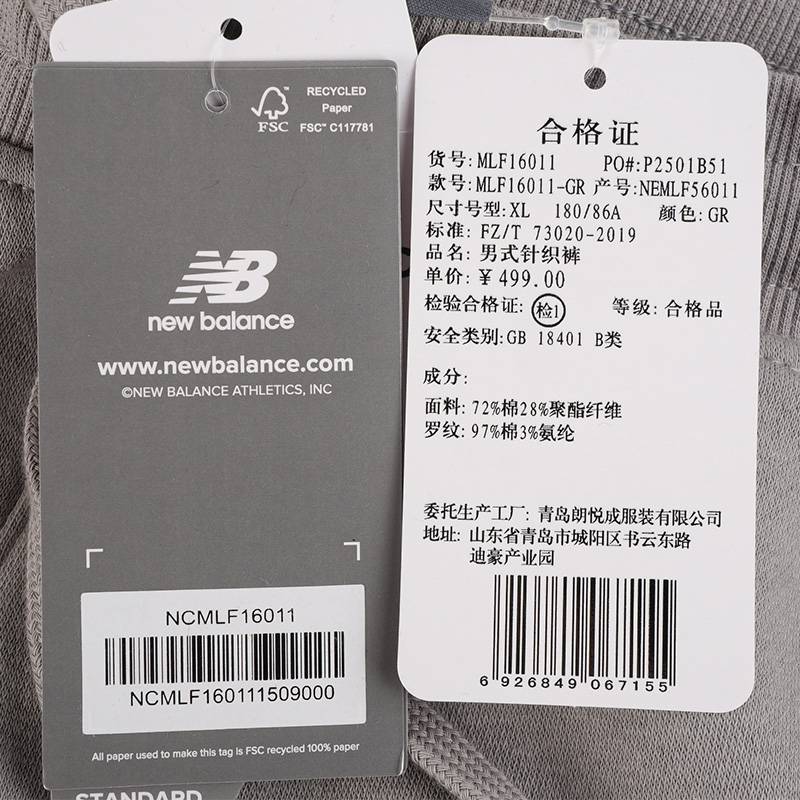 RECYCLED
Paper
FSC
FSC™ C117781
NB
new balance
www.newbalance.com
©NEW BALANCE ATHLETICS, INC
NCMLF16011
NCMLF160111509000
All paper used to make this tag is FSC recycled 100% paper
STANDARD
合格证
货号: MLF16011 PO#:P2501B51
款号:MLF16011-GR 产号:NEMLF56011
尺寸号型:XL 180/86A 颜色:GR
标准: FZ/T 73020-2019
品名: 男式针织裤
单价:¥499.00
检验合格证: 检1 等级: 合格品
安全类别:GB 18401 B类
成分:
面料: 72%棉28%聚酯纤维
罗纹: 97%棉3%氨纶
委托生产工厂: 青岛朗悦成服装有限公司
地址: 山东省青岛市城阳区书云东路
迪豪产业园
6 926849 067155